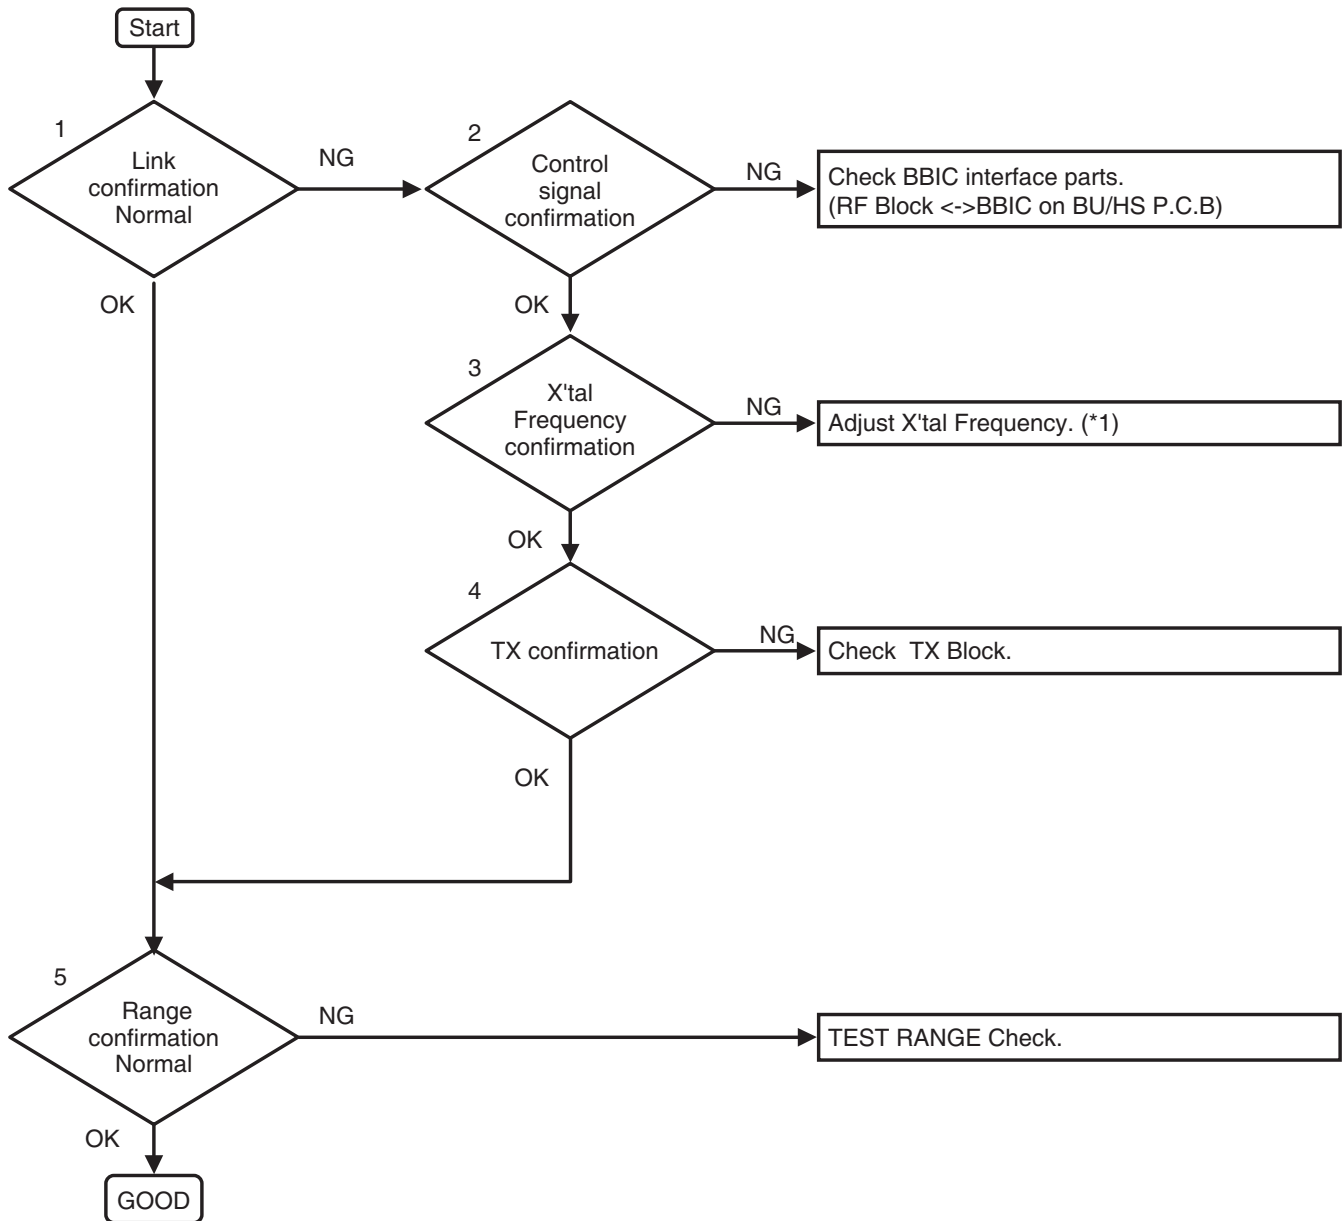 Start
1
Link
confirmation
Normal
NG
OK
2
Control
signal
confirmation
NG
Check BBIC interface parts.
(RF Block <->BBIC on BU/HS P.C.B)
OK
3
X'tal
Frequency
confirmation
NG
Adjust X'tal Frequency. (*1)
OK
4
TX confirmation
NG
Check TX Block.
OK
5
Range
confirmation
Normal
NG
TEST RANGE Check.
OK
GOOD